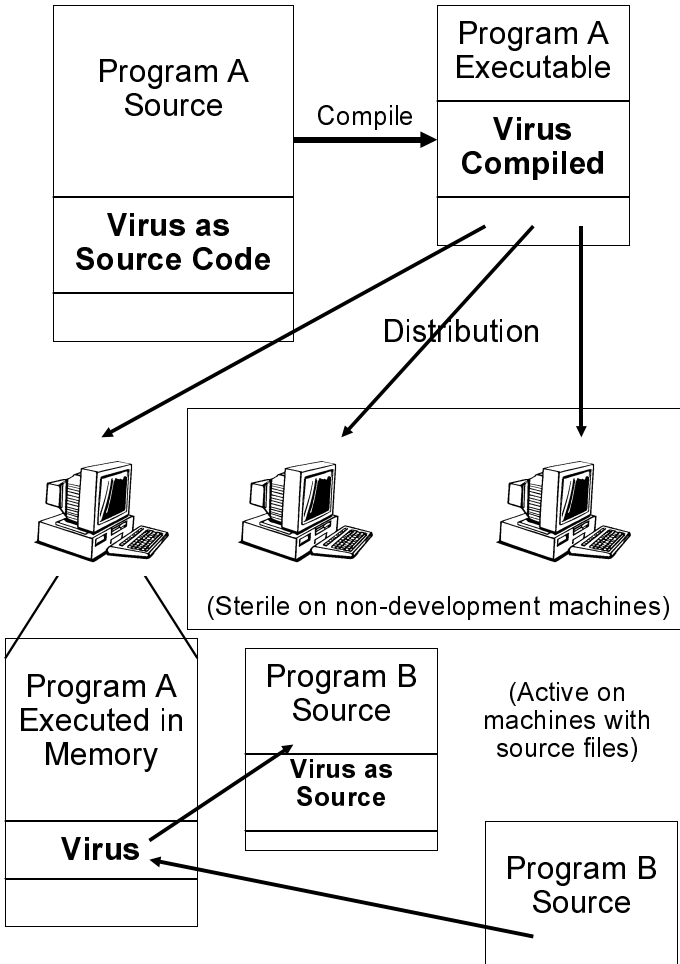 Program A
Source
Virus as
Source Code
Compile
Program A
Executable
Virus
Compiled
Distribution
(Sterile on non-development machines)
Program A
Executed in
Memory
Virus
Program B
Source
Virus as
Source
(Active on
machines with
source files)
Program B
Source